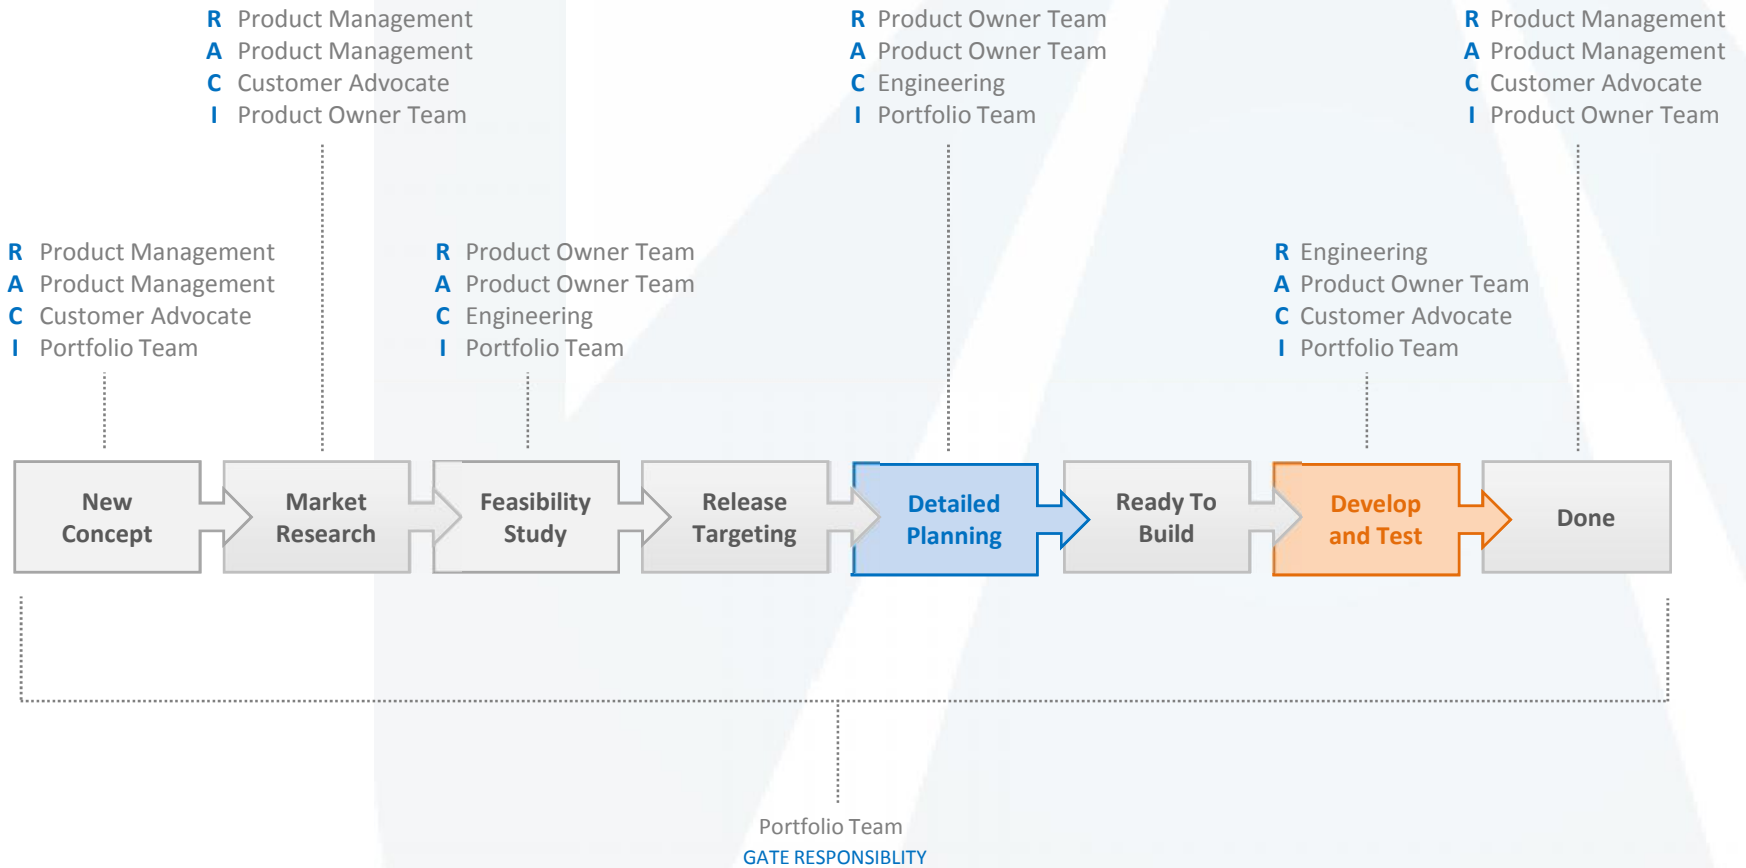 R Product Management
A Product Management
C Customer Advocate
I Product Owner Team
R Product Owner Team
A Product Owner Team
C Engineering
I Portfolio Team
R Product Management
A Product Management
C Customer Advocate
I Product Owner Team
R Product Management
A Product Management
C Customer Advocate
I Portfolio Team
R Product Owner Team
A Product Owner Team
C Engineering
I Portfolio Team
R Engineering
A Product Owner Team
C Customer Advocate
I Portfolio Team
New
Concept
Market
Research
Feasibility
Study
Release
Targeting
Detailed
Planning
Ready To
Build
Develop
and Test
Done
Portfolio Team
GATE RESPONSIBLITY